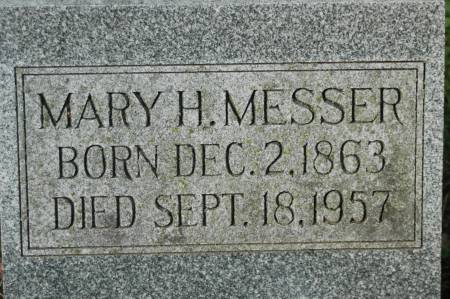 MARY H. MESSER
BORN DEC. 2, 1863
DIED SEPT. 18, 1957